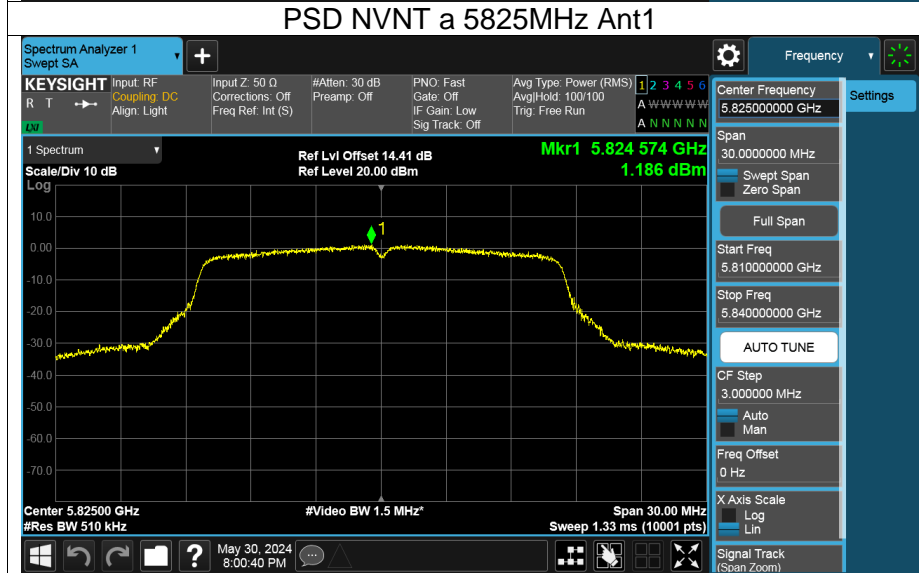 PSD NVNT a 5825MHz Ant1
Spectrum Analyzer 1
Swept SA
+
Frequency
KEYSIGHT
R T
LXI
Input: RF
Coupling: DC
Align: Light
Input Z: 50 Ω
Corrections: Off
Freq Ref: Int (S)
#Atten: 30 dB
Preamp: Off
PNO: Fast
Gate: Off
IF Gain: Low
Sig Track: Off
Avg Type: Power (RMS)
Avg|Hold: 100/100
Trig: Free Run
1 2 3 4 5 6
A W W W W W
A N N N N N
1 Spectrum
Scale/Div 10 dB
Log
Ref Lvl Offset 14.41 dB
Ref Level 20.00 dBm
Mkr1 5.824 574 GHz
1.186 dBm
1
10.0
0.00
-10.0
-20.0
-30.0
-40.0
-50.0
-60.0
-70.0
Center 5.82500 GHz
#Res BW 510 kHz
#Video BW 1.5 MHz*
Span 30.00 MHz
Sweep 1.33 ms (10001 pts)
May 30, 2024
8:00:40 PM
?
Center Frequency
5.825000000 GHz
Span
30.0000000 MHz
Swept Span
Zero Span
Full Span
Start Freq
5.810000000 GHz
Stop Freq
5.840000000 GHz
AUTO TUNE
CF Step
3.000000 MHz
Auto
Man
Freq Offset
0 Hz
X Axis Scale
Log
Lin
Signal Track
(Span Zoom)
Settings